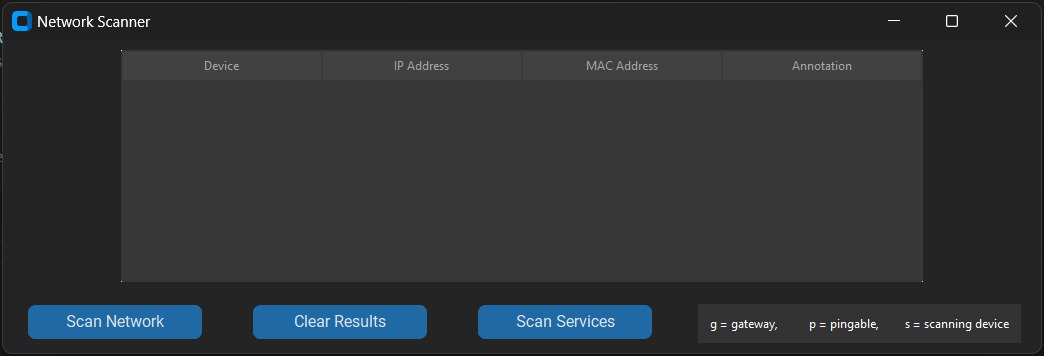 Network Scanner
Device IP Address MAC Address Annotation
Scan Network Clear Results Scan Services g = gateway, p = pingable, s = scanning device